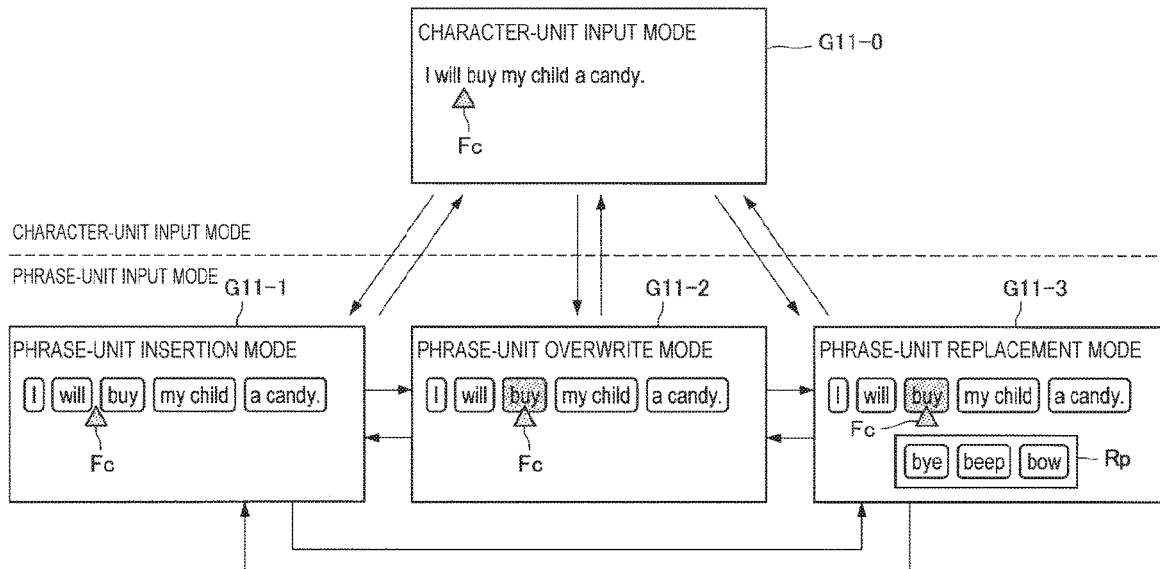 CHARACTER-UNIT INPUT MODE
G11-0
I will buy my child a candy.
Fc
CHARACTER-UNIT INPUT MODE
PHRASE-UNIT INPUT MODE
G11-1
G11-2
G11-3
PHRASE-UNIT INSERTION MODE
I will buy my child a candy.
Fc
PHRASE-UNIT OVERWRITE MODE
I will buy my child a candy.
Fc
PHRASE-UNIT REPLACEMENT MODE
I will buy my child a candy.
Fc
bye beep bow
Rp